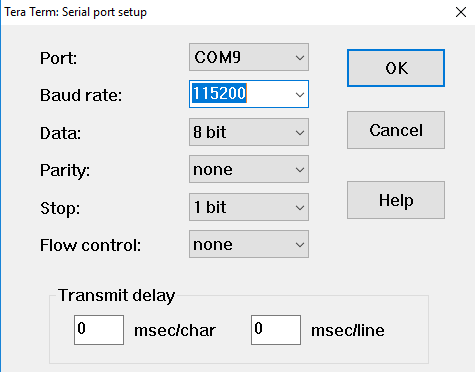 Tera Term: Serial port setup
Port: COM9 OK
Baud rate: 115200
Data: 8 bit Cancel
Parity: none
Stop: 1 bit Help
Flow control: none
Transmit delay
0 msec/char 0 msec/line